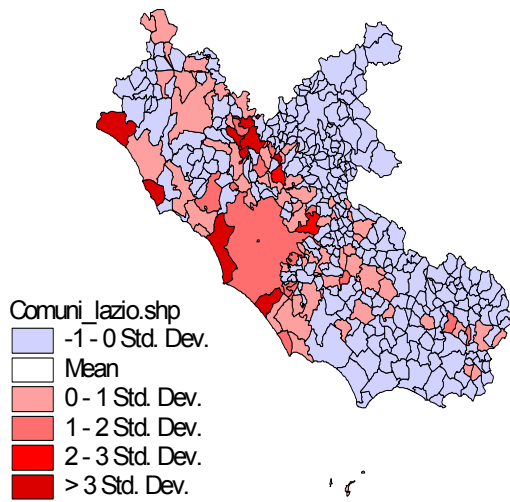 Comuni_lazio.shp
-1 - 0 Std. Dev.
Mean
0 - 1 Std. Dev.
1 - 2 Std. Dev.
2 - 3 Std. Dev.
> 3 Std. Dev.